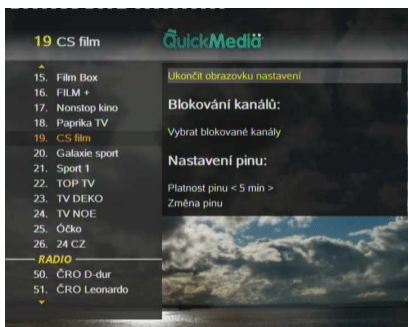 19 CS film
QuickMedia
15. Film Box
16. FILM +
17. Nonstop kino
18. Paprika TV
19. CS film
20. Galaxie sport
21. Sport 1
22. TOP TV
23. TV DEKO
24. TV NOE
25. Óčko
26. 24 CZ
RADIO
50. ČRO D-dur
51. ČRO Leonardo
Ukončit obrazovku nastavení
Blokování kanálů:
Vybrat blokované kanály
Nastavení pinu:
Platnost pinu < 5 min >
Změna pinu